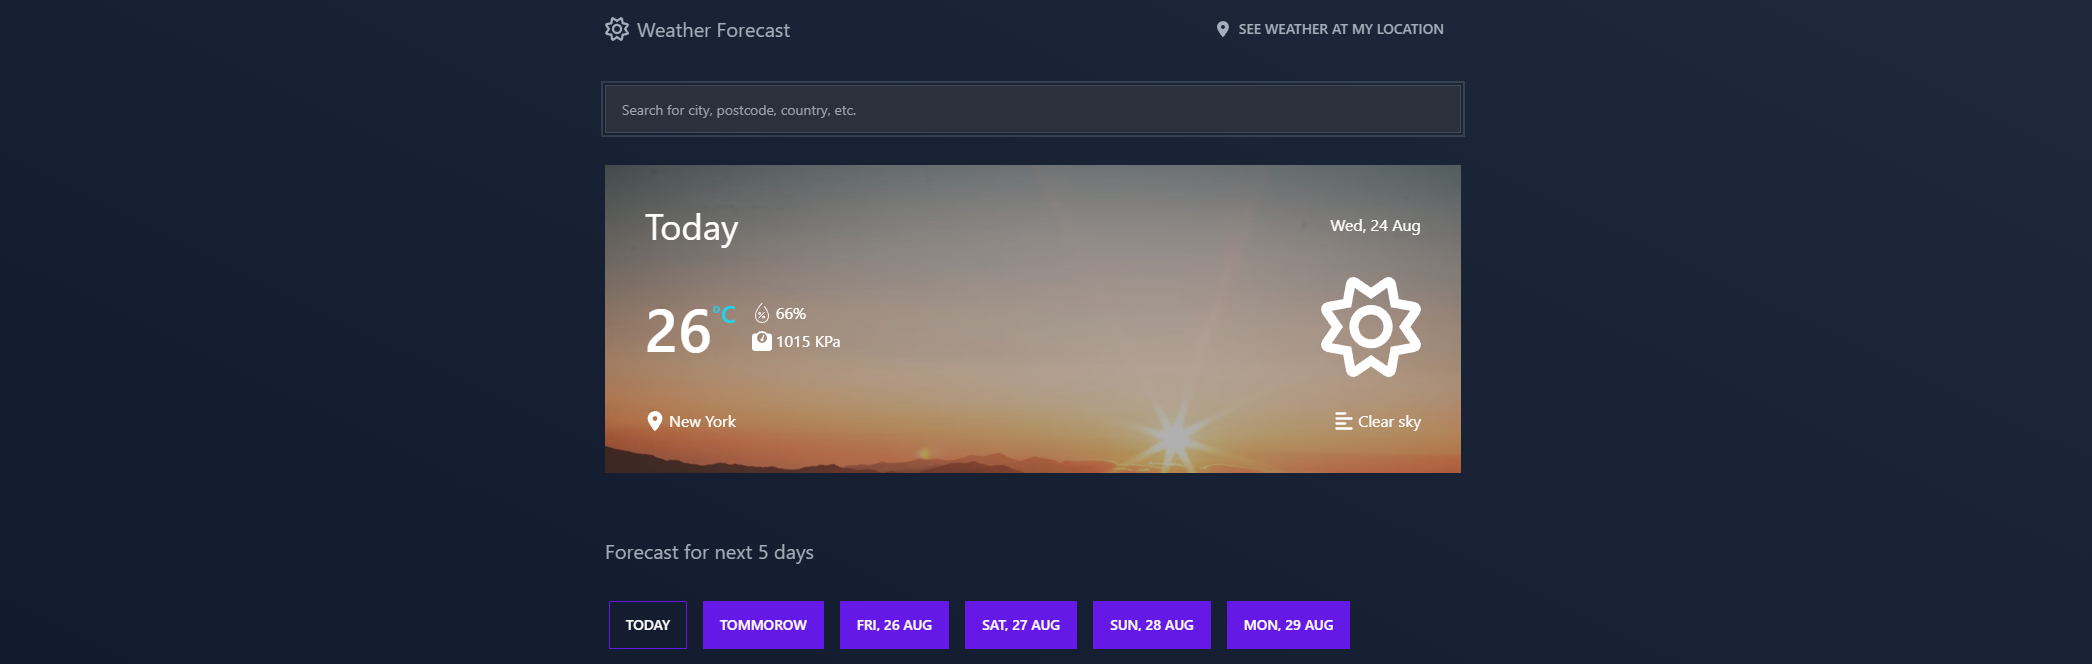 Weather Forecast
SEE WEATHER AT MY LOCATION
Search for city, postcode, country, etc.
Today
Wed, 24 Aug
26 °C
66%
1015 KPa
New York
Clear sky
Forecast for next 5 days
TODAY
TOMMOROW
FRI, 26 AUG
SAT, 27 AUG
SUN, 28 AUG
MON, 29 AUG